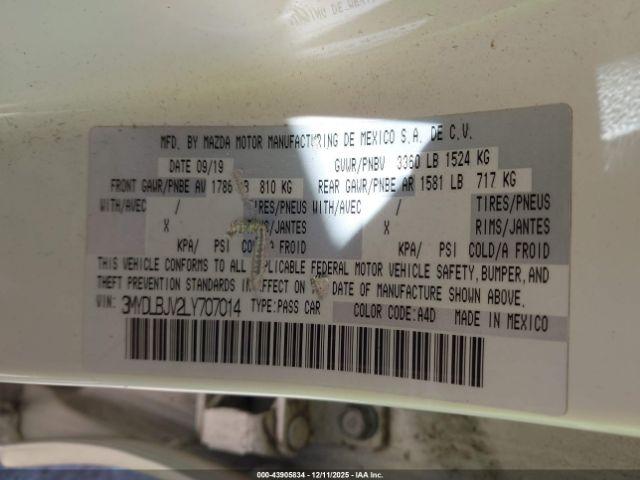 MFD. BY MAZDA MOTOR MANUFACTURING DE MEXICO S.A. DE C.V.
DATE 09/19 GVWR/PNBV 3360 LB 1524 KG
FRONT GAWR/PNBE AV 1786 LB 810 KG REAR GAWR/PNBE AR 1581 LB 717 KG
WITH/AVEC / TIRES/PNEUS WITH/AVEC / TIRES/PNEUS
X RIMS/JANTES X RIMS/JANTES
KPA/ PSI COLD/A FROID KPA/ PSI COLD/A FROID
THIS VEHICLE CONFORMS TO ALL APPLICABLE FEDERAL MOTOR VEHICLE SAFETY, BUMPER, AND
THEFT PREVENTION STANDARDS IN EFFECT ON DATE OF MANUFACTURE SHOWN ABOVE.
VIN: 3MYDLBJV2LY707014 TYPE:PASS CAR COLOR CODE:A4D MADE IN MEXICO
000-43905834 - 12/11/2025 - IAA Inc.